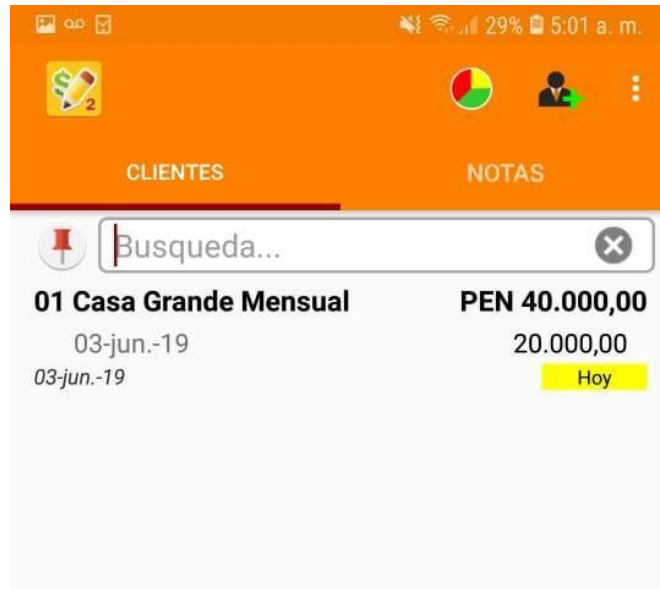 29% 5:01 a. m.
2
CLIENTES NOTAS
Busqueda...
01 Casa Grande Mensual PEN 40.000,00
03-jun.-19 20.000,00
03-jun.-19 Hoy